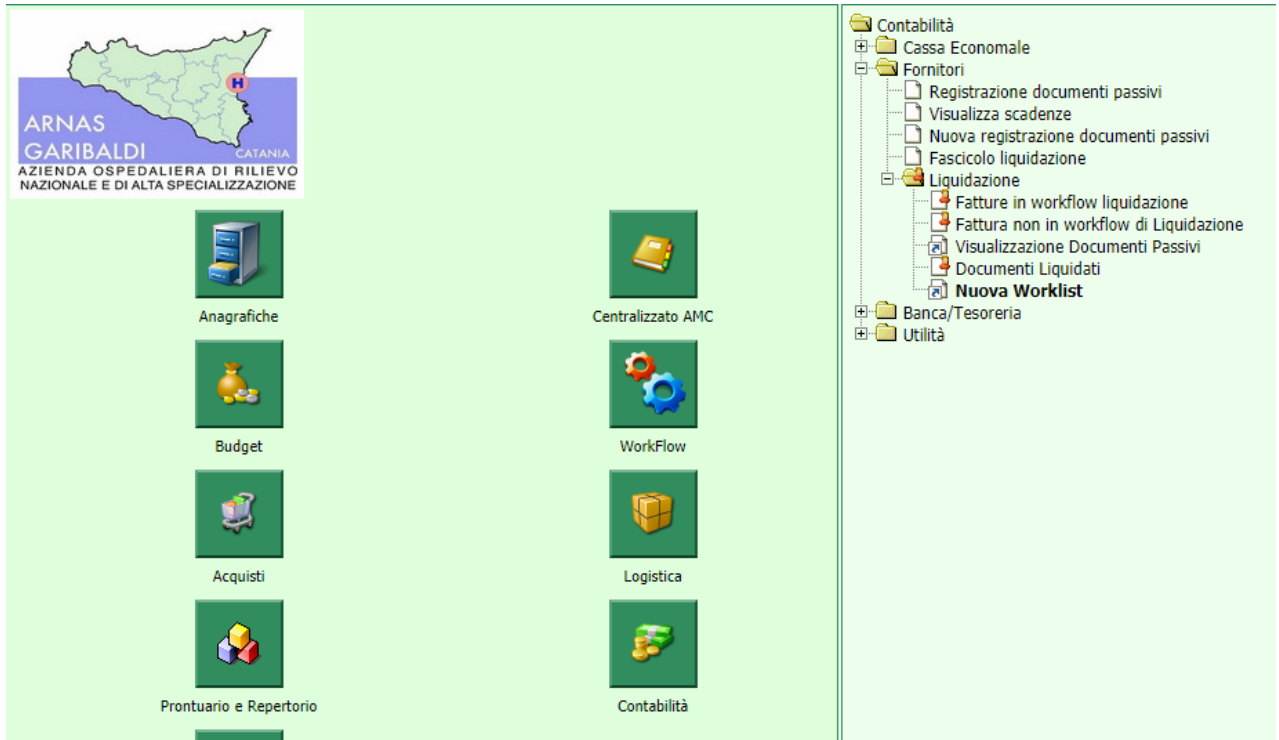 H
ARNAS
GARIBALDI
CATANIA
AZIENDA OSPEDALIERA DI RILIEVO
NAZIONALE E DI ALTA SPECIALIZZAZIONE
Anagrafiche
Centralizzato AMC
Budget
WorkFlow
Acquisti
Logistica
Prontuario e Repertorio
Contabilità
Contabilità
Cassa Economale
Fornitori
Registrazione documenti passivi
Visualizza scadenze
Nuova registrazione documenti passivi
Fascicolo liquidazione
Liquidazione
Fatture in workflow liquidazione
Fattura non in workflow di Liquidazione
Visualizzazione Documenti Passivi
Documenti Liquidati
Nuova Worklist
Banca/Tesoreria
Utilità